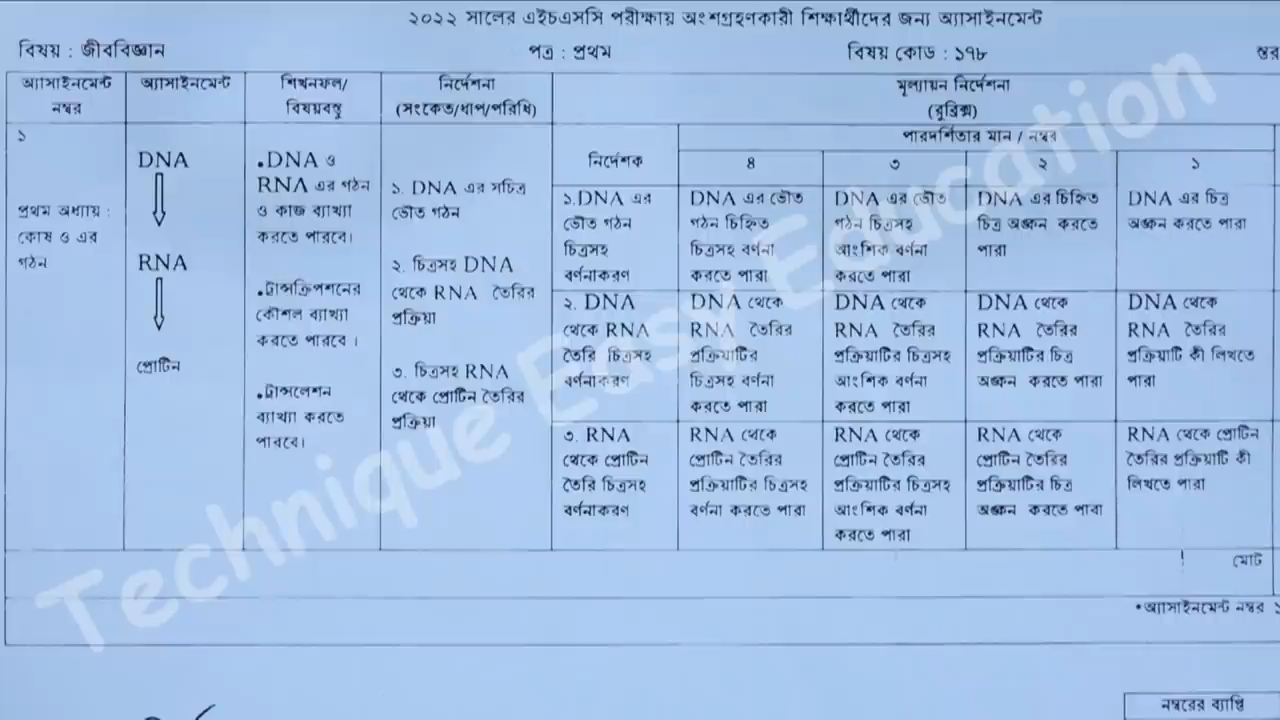 ২০২২ সালের এইচএসসি পরীক্ষায় অংশগ্রহণকারী শিক্ষার্থীদের জন্য অ্যাসাইনমেন্ট
বিষয় : জীববিজ্ঞান পত্র : প্রথম বিষয় কোড : ১৭৮ স্তর
অ্যাসাইনমেন্ট নম্বর
অ্যাসাইনমেন্ট
শিখনফল/
বিষয়বস্তু
নির্দেশনা
(সংকেত/ধাপ/পরিধি)
মূল্যায়ন নির্দেশনা
(রুব্রিক্স)
পারদর্শিতার মান / নম্বর
নির্দেশক
৪ ৩ ২ ১
১
প্রথম অধ্যায় :
কোষ ও এর
গঠন
DNA
RNA
প্রোটিন
•DNA ও
RNA এর গঠন
ও কাজ ব্যাখ্যা
করতে পারবে।
•ট্রান্সক্রিপশনের
কৌশল ব্যাখ্যা
করতে পারবে ।
•ট্রান্সলেশন
ব্যাখ্যা করতে
পারবে।
১. DNA এর সচিত্র
ভৌত গঠন
২. চিত্রসহ DNA
থেকে RNA তৈরির
প্রক্রিয়া
৩. চিত্রসহ RNA
থেকে প্রোটিন তৈরির
প্রক্রিয়া
১.DNA এর
ভৌত গঠন
চিত্রসহ
বর্ণনাকরণ
DNA এর ভৌত
গঠন চিহ্নিত
চিত্রসহ বর্ণনা
করতে পারা
DNA এর ভৌত
গঠন চিত্রসহ
আংশিক বর্ণনা
করতে পারা
DNA এর চিহ্নিত
চিত্র অঙ্কন করতে
পারা
DNA এর চিত্র
অঙ্কন করতে পারা
২. DNA
থেকে RNA
তৈরি চিত্রসহ
বর্ণনাকরণ
DNA থেকে
RNA তৈরির
প্রক্রিয়াটির
চিত্রসহ বর্ণনা
করতে পারা
DNA থেকে
RNA তৈরির
প্রক্রিয়াটির চিত্রসহ
আংশিক বর্ণনা
করতে পারা
DNA থেকে
RNA তৈরির
প্রক্রিয়াটির চিত্র
অঙ্কন করতে পারা
DNA থেকে
RNA তৈরির
প্রক্রিয়াটি কী লিখতে
পারা
৩. RNA
থেকে প্রোটিন
তৈরি চিত্রসহ
বর্ণনাকরণ
RNA থেকে
প্রোটিন তৈরির
প্রক্রিয়াটির চিত্রসহ
বর্ণনা করতে পারা
RNA থেকে
প্রোটিন তৈরির
প্রক্রিয়াটির চিত্রসহ
আংশিক বর্ণনা
করতে পারা
RNA থেকে
প্রোটিন তৈরির
প্রক্রিয়াটির চিত্র
অঙ্কন করতে পারা
RNA থেকে প্রোটিন
তৈরির প্রক্রিয়াটি কী
লিখতে পারা
মোট
•অ্যাসাইনমেন্ট নম্বর ১
নম্বরের ব্যাপ্তি
Technique Easy Education